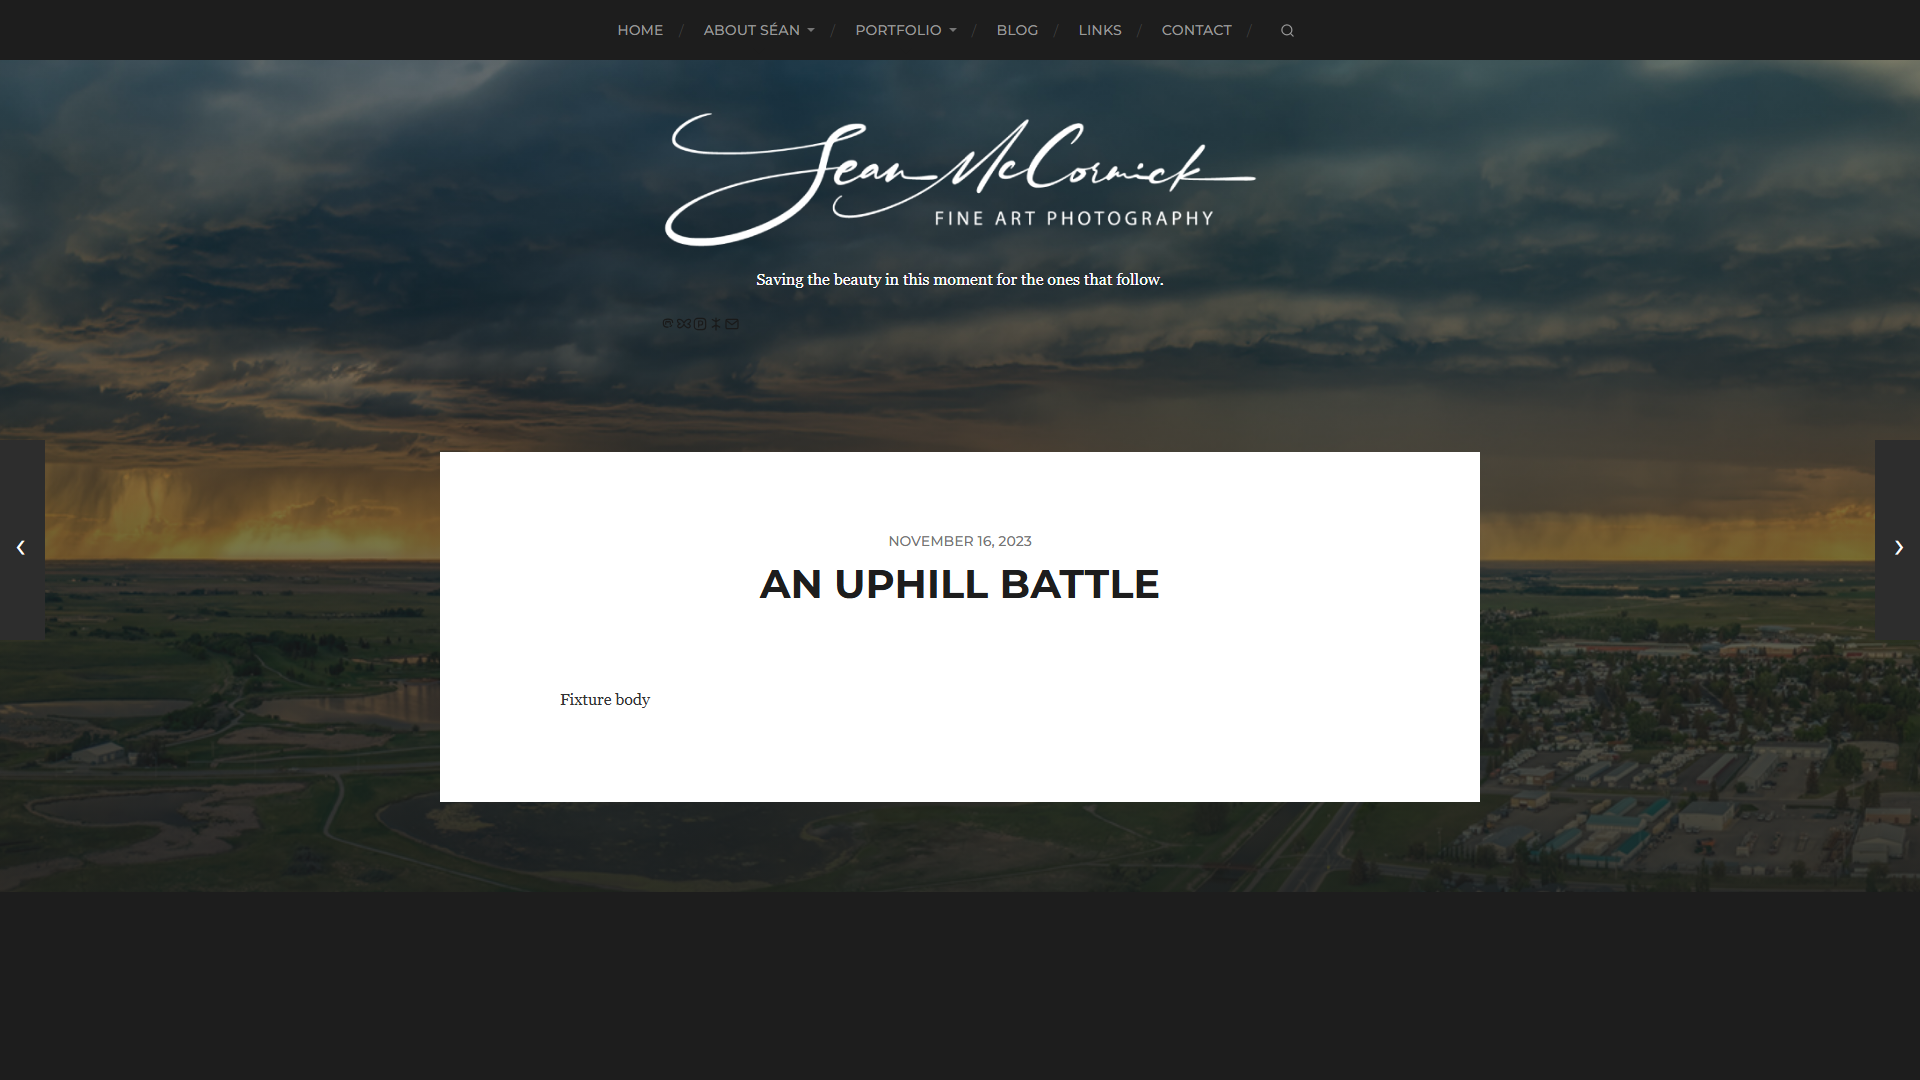 HOME / ABOUT SÉAN / PORTFOLIO / BLOG / LINKS / CONTACT /
Sean McCormick
FINE ART PHOTOGRAPHY
Saving the beauty in this moment for the ones that follow.
‹
›
NOVEMBER 16, 2023
AN UPHILL BATTLE
Fixture body